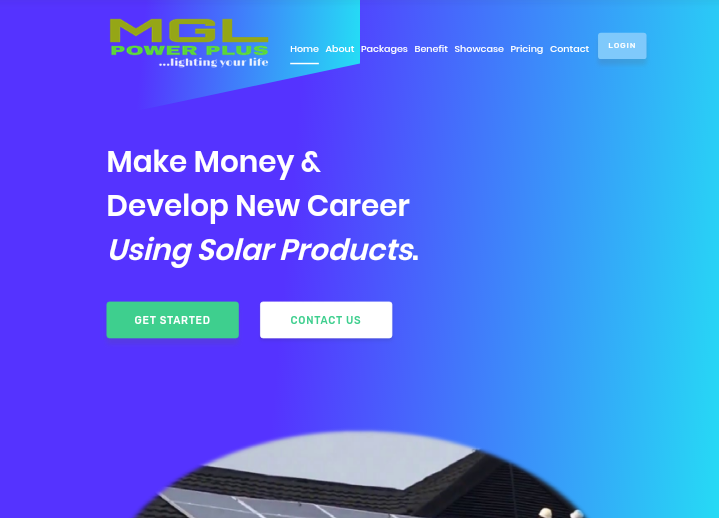 MGL
POWER PLUS
...lighting your life
Home About Packages Benefit Showcase Pricing Contact LOGIN
Make Money &
Develop New Career
Using Solar Products.
GET STARTED CONTACT US